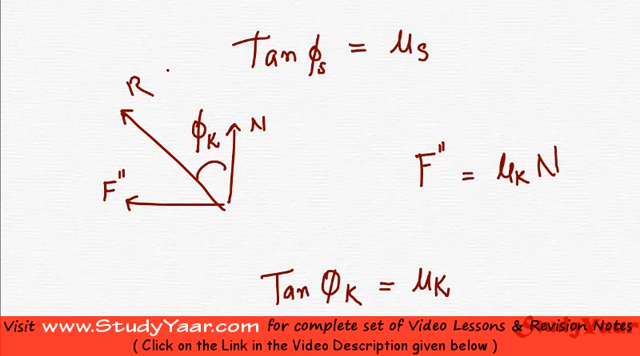 Tan ϕs = μs
R
ϕK
N
F"
F" = μK N
Tan ϕK = μK
StudyYaar
Visit www.StudyYaar.com for complete set of Video Lessons & Revision Notes
( Click on the Link in the Video Description given below )